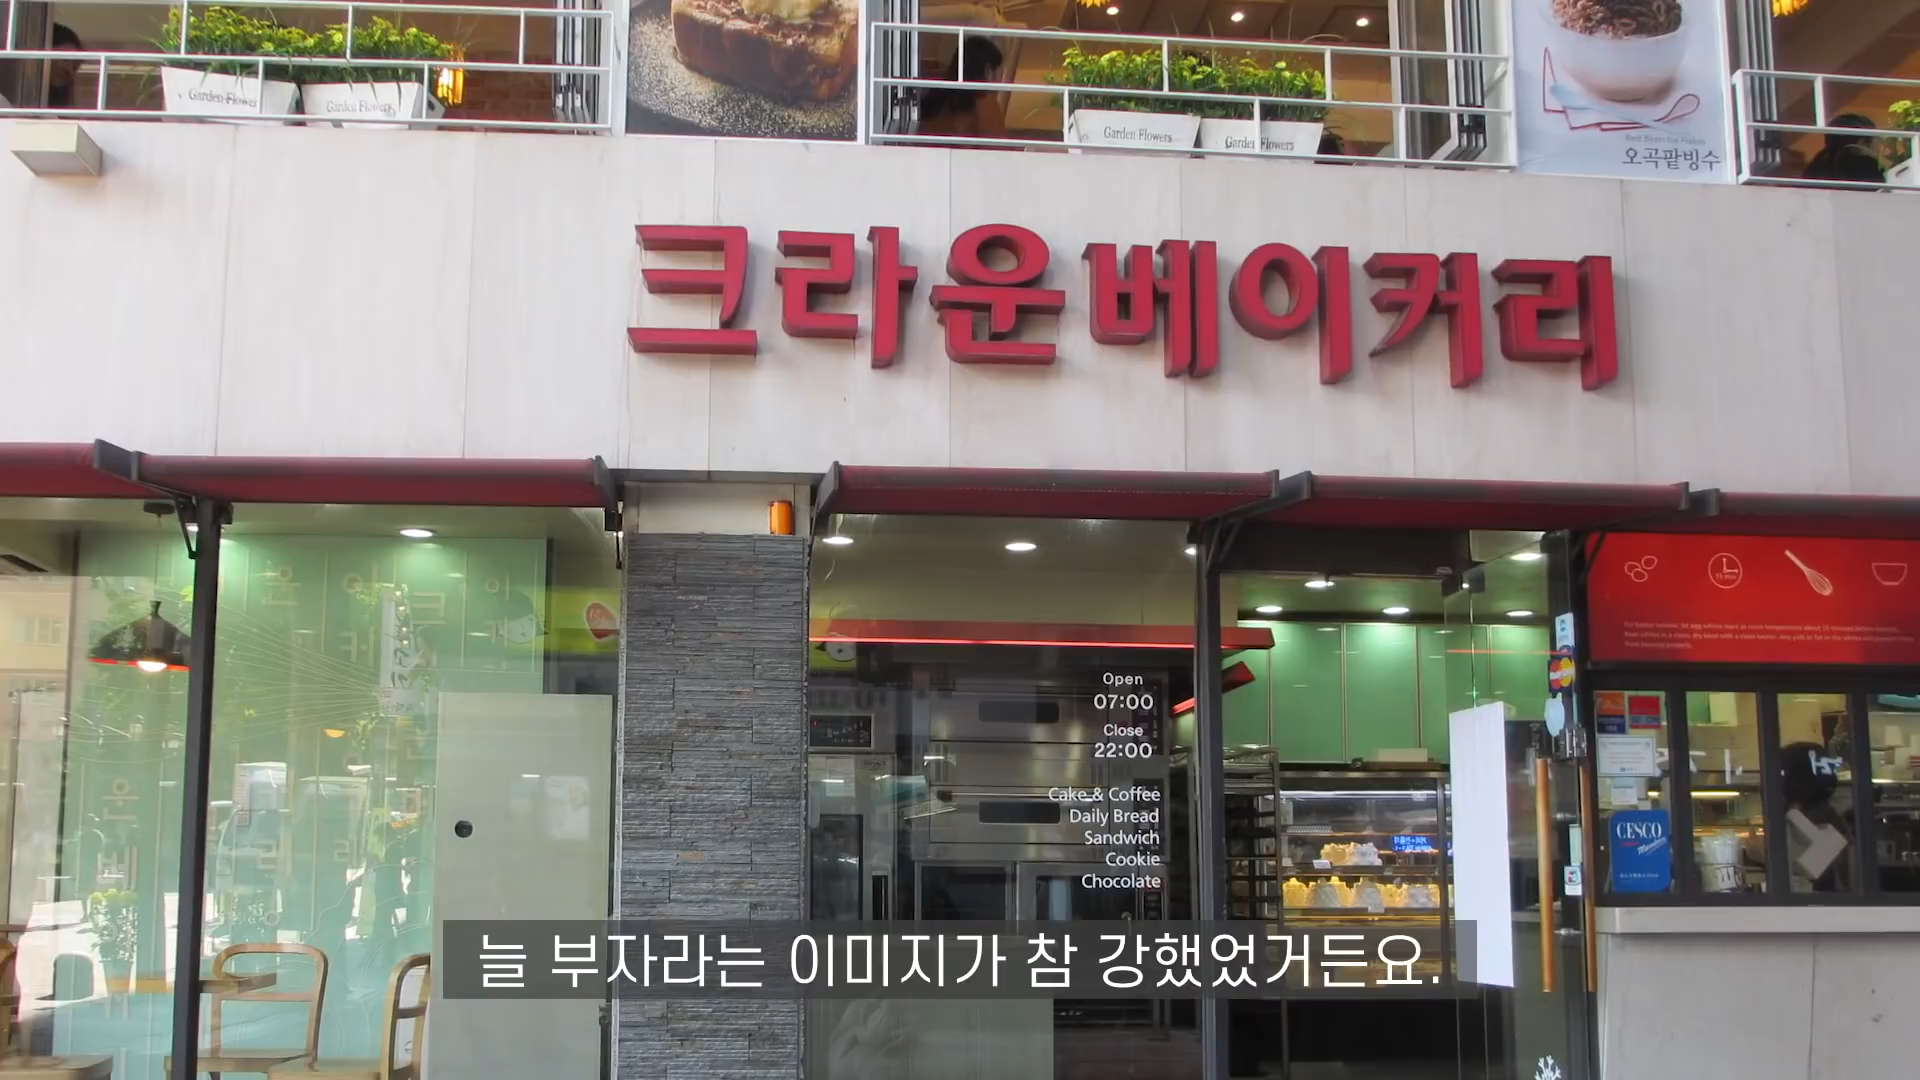 Garden Flower
Garden Flowers
Garden Flowers
Garden Flowers
오곡팥빙수
크라운베이커리
Open
07:00
Close
22:00
Cake & Coffee
Daily Bread
Sandwich
Cookie
Chocolate
CESCO
늘 부자라는 이미지가 참 강했었거든요.